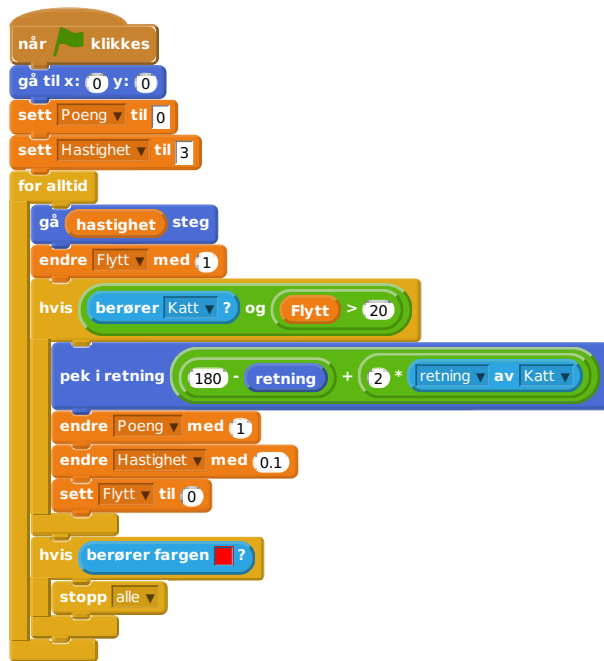 når klikkes
gå til x: 0 y: 0
sett Poeng til 0
sett Hastighet til 3
for alltid
gå hastighet steg
endre Flytt med 1
hvis berører Katt ? og Flytt > 20
pek i retning 180 - retning + 2 * retning av Katt
endre Poeng med 1
endre Hastighet med 0.1
sett Flytt til 0
hvis berører fargen ?
stopp alle